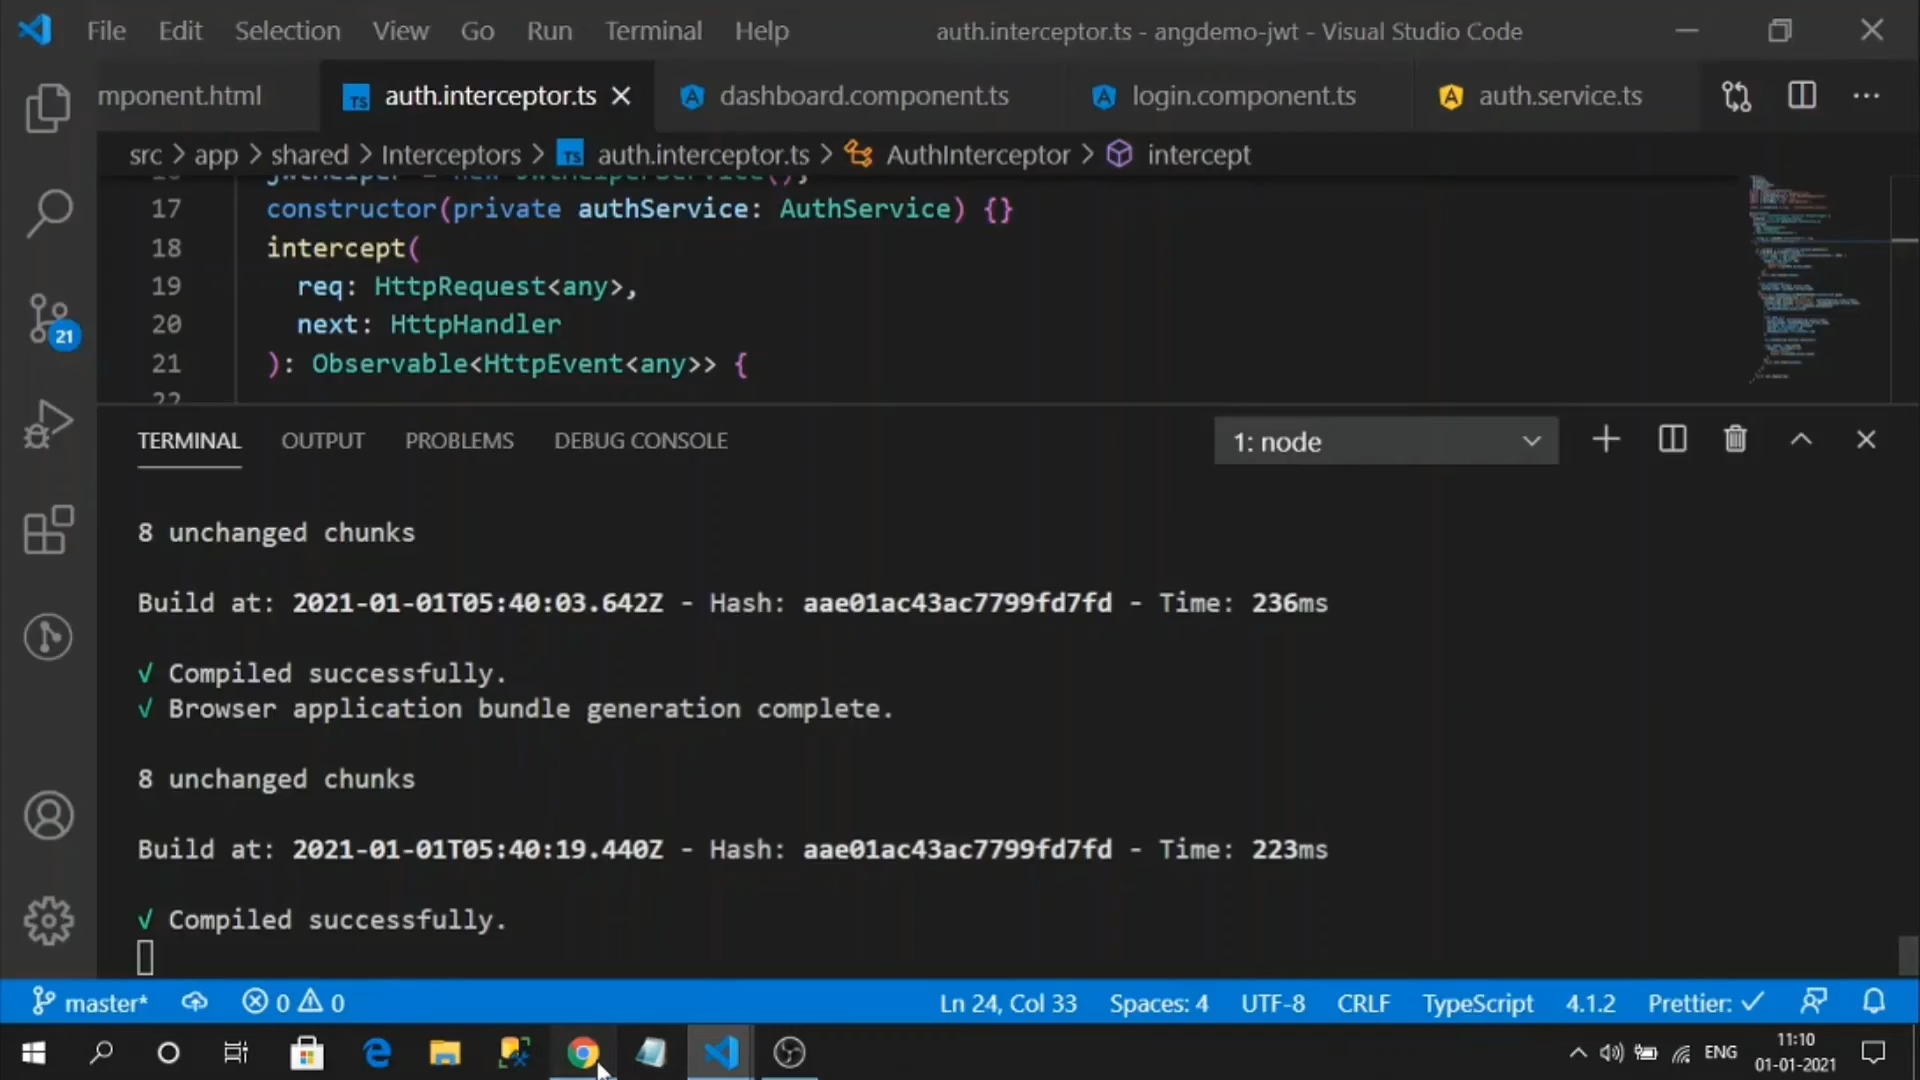 File Edit Selection View Go Run Terminal Help auth.interceptor.ts - angdemo-jwt - Visual Studio Code
mponent.html TS auth.interceptor.ts dashboard.component.ts login.component.ts auth.service.ts
src > app > shared > Interceptors > TS auth.interceptor.ts > AuthInterceptor > intercept
jwtHelper = new JwtHelperService();
17 constructor(private authService: AuthService) {}
18 intercept(
19 req: HttpRequest<any>,
20 next: HttpHandler
21 ): Observable<HttpEvent<any>> {
22
TERMINAL OUTPUT PROBLEMS DEBUG CONSOLE 1: node
8 unchanged chunks
Build at: 2021-01-01T05:40:03.642Z - Hash: aae01ac43ac7799fd7fd - Time: 236ms
√ Compiled successfully.
√ Browser application bundle generation complete.
8 unchanged chunks
Build at: 2021-01-01T05:40:19.440Z - Hash: aae01ac43ac7799fd7fd - Time: 223ms
√ Compiled successfully.
21
master* 0 0 Ln 24, Col 33 Spaces: 4 UTF-8 CRLF TypeScript 4.1.2 Prettier: ✓
ENG 11:10
01-01-2021